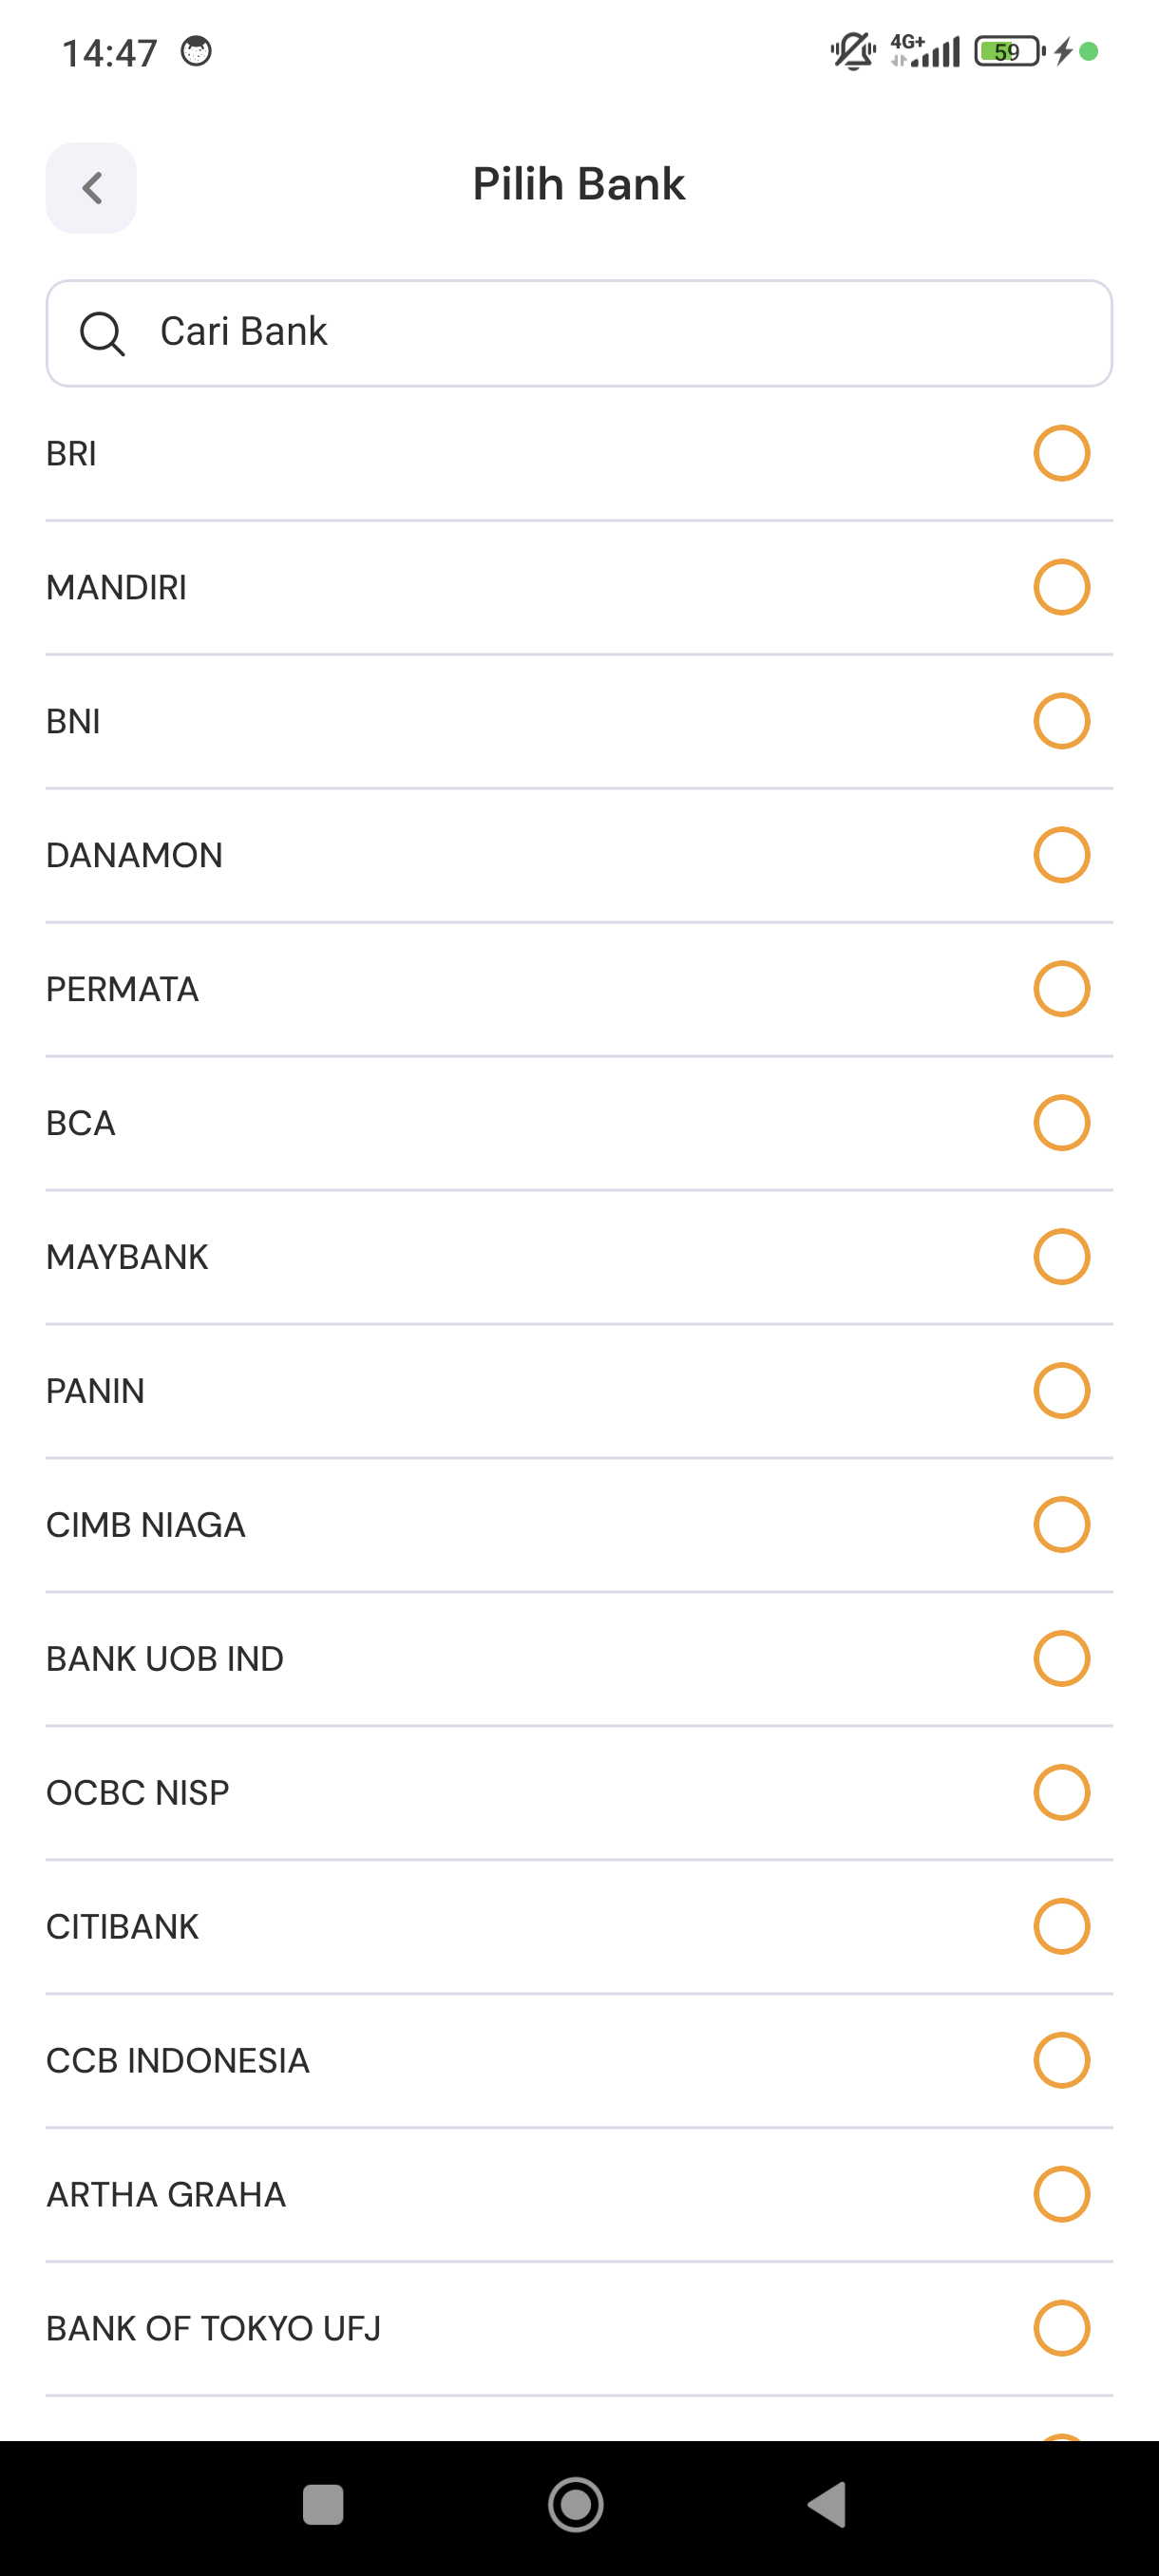 14:47
4G+
59
Pilih Bank
Cari Bank
BRI
MANDIRI
BNI
DANAMON
PERMATA
BCA
MAYBANK
PANIN
CIMB NIAGA
BANK UOB IND
OCBC NISP
CITIBANK
CCB INDONESIA
ARTHA GRAHA
BANK OF TOKYO UFJ